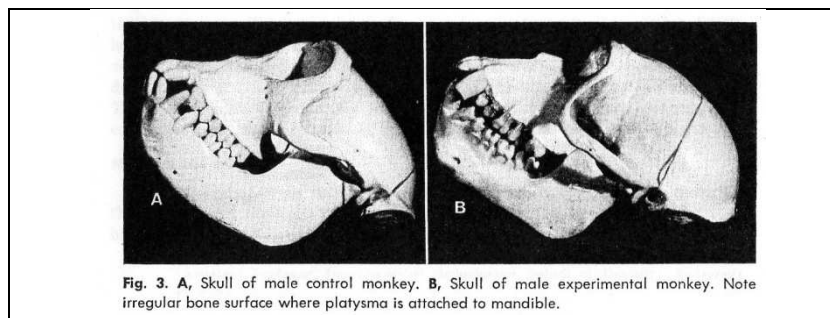 A
B
Fig. 3. A, Skull of male control monkey. B, Skull of male experimental monkey. Note
irregular bone surface where platysma is attached to mandible.